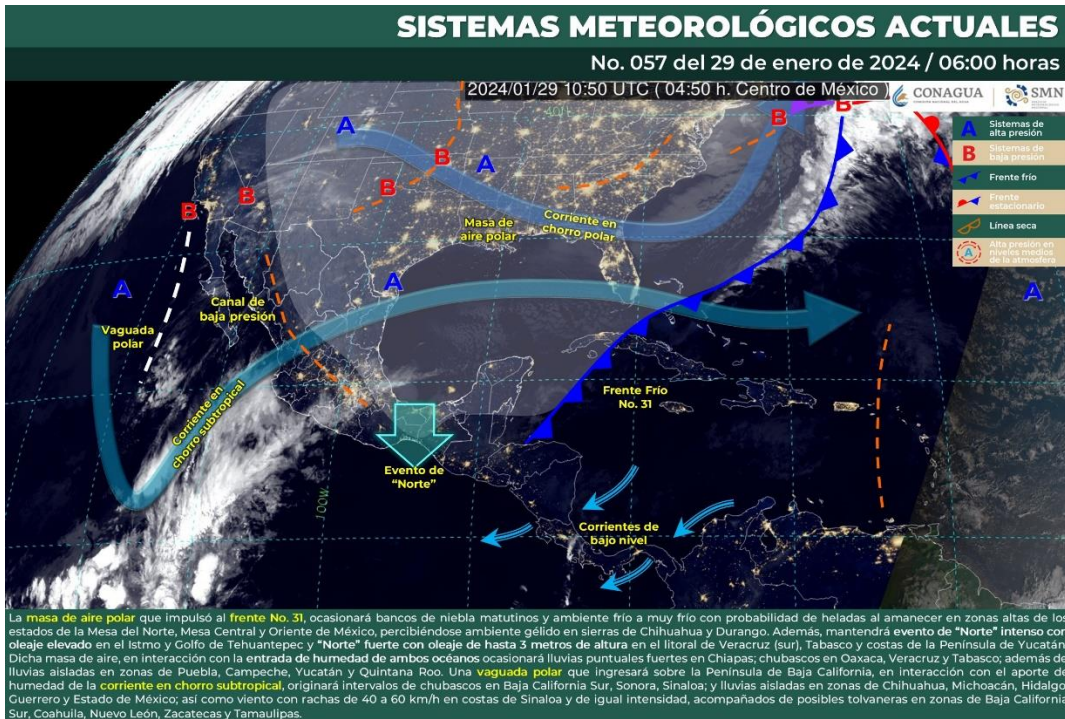 SISTEMAS METEOROLÓGICOS ACTUALES
No. 057 del 29 de enero de 2024 / 06:00 horas
2024/01/29 10:50 UTC ( 04:50 h. Centro de México )
CONAGUA
SMN
A
Sistemas de
alta presión
B
Sistemas de
baja presión
Frente frío
Frente
estacionario
Línea seca
A
Alta presión en
niveles medios
de la atmosfera
B
B
A
B
A
B
B
B
Masa de
aire polar
Corriente en
chorro polar
A
A
A
Canal de
baja presión
Vaguada
polar
Corriente en
chorro subtropical
Frente Frío
No. 31
Evento de
“Norte”
100W
Corrientes de
bajo nivel
La masa de aire polar que impulsó al frente No. 31, ocasionará bancos de niebla matutinos y ambiente frío a muy frío con probabilidad de heladas al amanecer en zonas altas de los
estados de la Mesa del Norte, Mesa Central y Oriente de México, percibiéndose ambiente gélido en sierras de Chihuahua y Durango. Además, mantendrá evento de “Norte” intenso con
oleaje elevado en el Istmo y Golfo de Tehuantepec y “Norte” fuerte con oleaje de hasta 3 metros de altura en el litoral de Veracruz (sur), Tabasco y costas de la Península de Yucatán.
Dicha masa de aire, en interacción con la entrada de humedad de ambos océanos ocasionará lluvias puntuales fuertes en Chiapas; chubascos en Oaxaca, Veracruz y Tabasco; además de
lluvias aisladas en zonas de Puebla, Campeche, Yucatán y Quintana Roo. Una vaguada polar que ingresará sobre la Península de Baja California, en interacción con el aporte de
humedad de la corriente en chorro subtropical, originará intervalos de chubascos en Baja California Sur, Sonora, Sinaloa; y lluvias aisladas en zonas de Chihuahua, Michoacán, Hidalgo,
Guerrero y Estado de México; así como viento con rachas de 40 a 60 km/h en costas de Sinaloa y de igual intensidad, acompañados de posibles tolvaneras en zonas de Baja California
Sur, Coahuila, Nuevo León, Zacatecas y Tamaulipas.